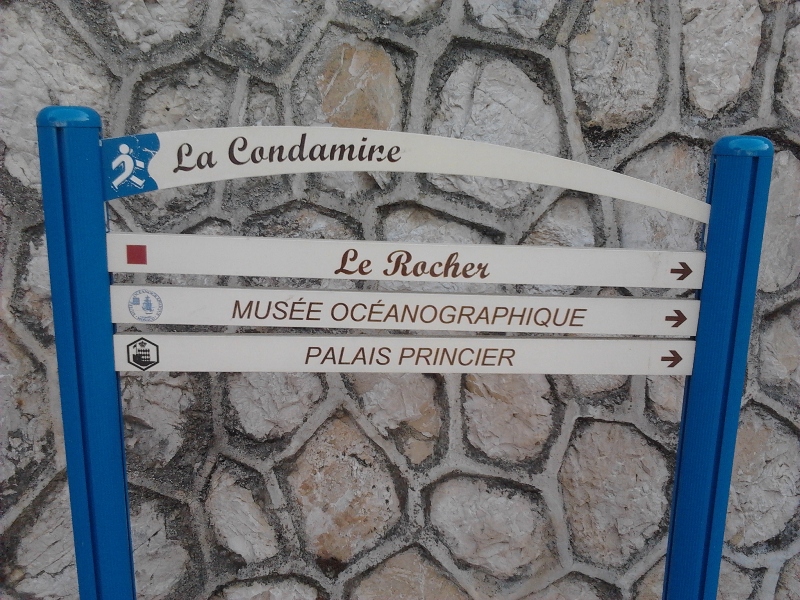 La Condamine
Le Rocher
MUSÉE OCÉANOGRAPHIQUE
PALAIS PRINCIER